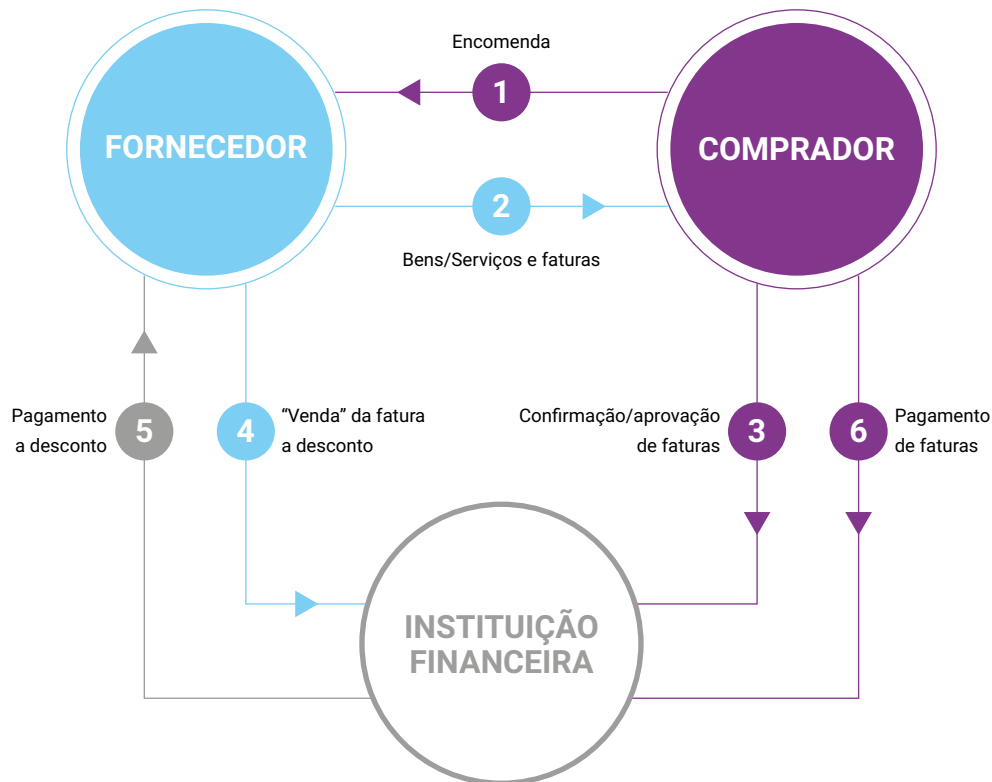 Encomenda
1
FORNECEDOR
COMPRADOR
2
Bens/Serviços e faturas
Pagamento
a desconto
5
4
“Venda” da fatura
a desconto
Confirmação/aprovação
de faturas
3
6
Pagamento
de faturas
INSTITUIÇÃO
FINANCEIRA